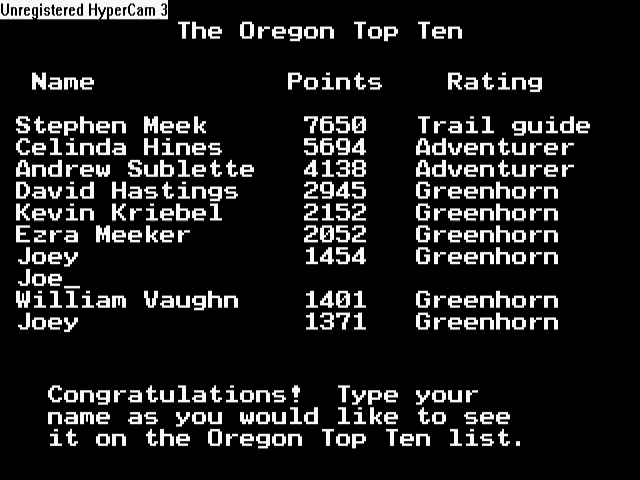 Unregistered HyperCam 3
The Oregon Top Ten
Name Points Rating
Stephen Meek 7650 Trail guide
Celinda Hines 5694 Adventurer
Andrew Sublette 4138 Adventurer
David Hastings 2945 Greenhorn
Kevin Kriebel 2152 Greenhorn
Ezra Meeker 2052 Greenhorn
Joey 1454 Greenhorn
Joe_
William Vaughn 1401 Greenhorn
Joey 1371 Greenhorn
Congratulations! Type your
name as you would like to see
it on the Oregon Top Ten list.